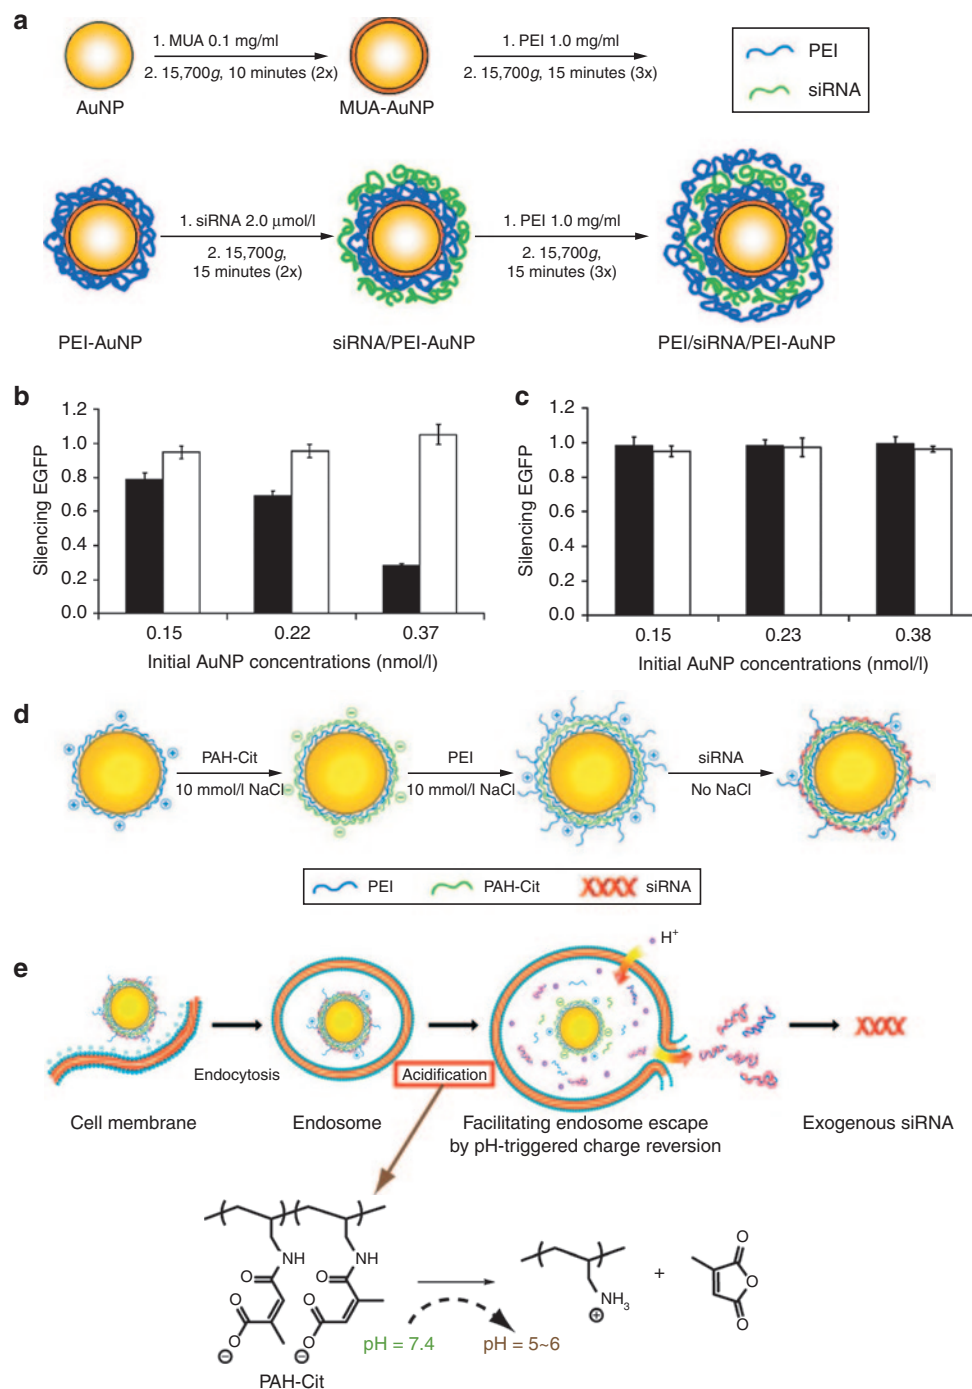 a
1. MUA 0.1 mg/ml
2. 15,700g, 10 minutes (2x)
1. PEI 1.0 mg/ml
2. 15,700g, 15 minutes (3x)
PEI
siRNA
AuNP
MUA-AuNP
1. siRNA 2.0 μmol/l
2. 15,700g,
15 minutes (2x)
1. PEI 1.0 mg/ml
2. 15,700g,
15 minutes (3x)
PEI-AuNP
siRNA/PEI-AuNP
PEI/siRNA/PEI-AuNP
b
Silencing EGFP
1.2
1.0
0.8
0.6
0.4
0.2
0.0
0.15
0.22
0.37
Initial AuNP concentrations (nmol/l)
c
Silencing EGFP
1.2
1.0
0.8
0.6
0.4
0.2
0.0
0.15
0.23
0.38
Initial AuNP concentrations (nmol/l)
d
PAH-Cit
10 mmol/l NaCl
PEI
10 mmol/l NaCl
siRNA
No NaCl
PEI
PAH-Cit
siRNA
e
H+
Endocytosis
Acidification
Cell membrane
Endosome
Facilitating endosome escape
by pH-triggered charge reversion
Exogenous siRNA
NH
NH
O
O
O
O
O
O
NH3
+
O
O
O
pH = 7.4
pH = 5~6
PAH-Cit